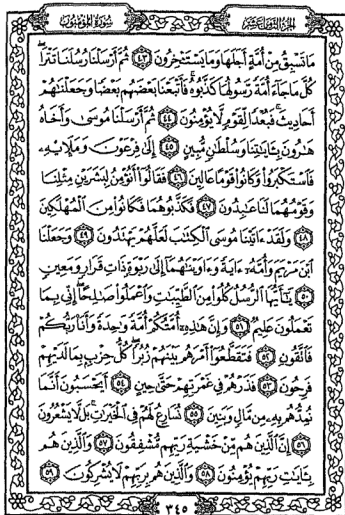 الجزء الثامن عشر
سورة المؤمنون
مَا تَسْبِقُ مِنْ أُمَّةٍ أَجَلَهَا وَمَا يَسْتَـْٔخِرُونَ ٤٣ ثُمَّ أَرْسَلْنَا رُسُلَنَا تَتْرَا
كُلَّ مَا جَاءَ أُمَّةً رَّسُولُهَا كَذَّبُوهُ فَأَتْبَعْنَا بَعْضَهُم بَعْضًا وَجَعَلْنَٰهُمْ
أَحَادِيثَ فَبُعْدًا لِّقَوْمٍ لَّا يُؤْمِنُونَ ٤٤ ثُمَّ أَرْسَلْنَا مُوسَىٰ وَأَخَاهُ
هَٰرُونَ بِـَٔايَٰتِنَا وَسُلْطَٰنٍ مُّبِينٍ ٤٥ إِلَىٰ فِرْعَوْنَ وَمَلَإِيْهِ
فَٱسْتَكْبَرُوا۟ وَكَانُوا۟ قَوْمًا عَالِينَ ٤٦ فَقَالُوٓا۟ أَنُؤْمِنُ لِبَشَرَيْنِ مِثْلِنَا
وَقَوْمُهُمَا لَنَا عَٰبِدُونَ ٤٧ فَكَذَّبُوهُمَا فَكَانُوا۟ مِنَ ٱلْمُهْلَكِينَ
٤٨ وَلَقَدْ ءَاتَيْنَا مُوسَى ٱلْكِتَٰبَ لَعَلَّهُمْ يَهْتَدُونَ ٤٩ وَجَعَلْنَا
ٱبْنَ مَرْيَمَ وَأُمَّهُۥٓ ءَايَةً وَءَاوَيْنَٰهُمَآ إِلَىٰ رَبْوَةٍ ذَاتِ قَرَارٍ وَمَعِينٍ
٥٠ يَٰٓأَيُّهَا ٱلرُّسُلُ كُلُوا۟ مِنَ ٱلطَّيِّبَٰتِ وَٱعْمَلُوا۟ صَٰلِحًا إِنِّى بِمَا
تَعْمَلُونَ عَلِيمٌ ٥١ وَإِنَّ هَٰذِهِۦٓ أُمَّتُكُمْ أُمَّةً وَٰحِدَةً وَأَنَا۠ رَبُّكُمْ
فَٱتَّقُونِ ٥٢ فَتَقَطَّعُوٓا۟ أَمْرَهُم بَيْنَهُمْ زُبُرًا كُلُّ حِزْبٍۭ بِمَا لَدَيْهِمْ
فَرِحُونَ ٥٣ فَذَرْهُمْ فِى غَمْرَتِهِمْ حَتَّىٰ حِينٍ ٥٤ أَيَحْسَبُونَ أَنَّمَا
نُمِدُّهُم بِهِۦ مِن مَّالٍ وَبَنِينَ ٥٥ نُسَارِعُ لَهُمْ فِى ٱلْخَيْرَٰتِ بَل لَّا يَشْعُرُونَ
٥٦ إِنَّ ٱلَّذِينَ هُم مِّنْ خَشْيَةِ رَبِّهِم مُّشْفِقُونَ ٥٧ وَٱلَّذِينَ هُم
بِـَٔايَٰتِ رَبِّهِمْ يُؤْمِنُونَ ٥٨ وَٱلَّذِينَ هُم بِرَبِّهِمْ لَا يُشْرِكُونَ ٥٩
٣٤٥